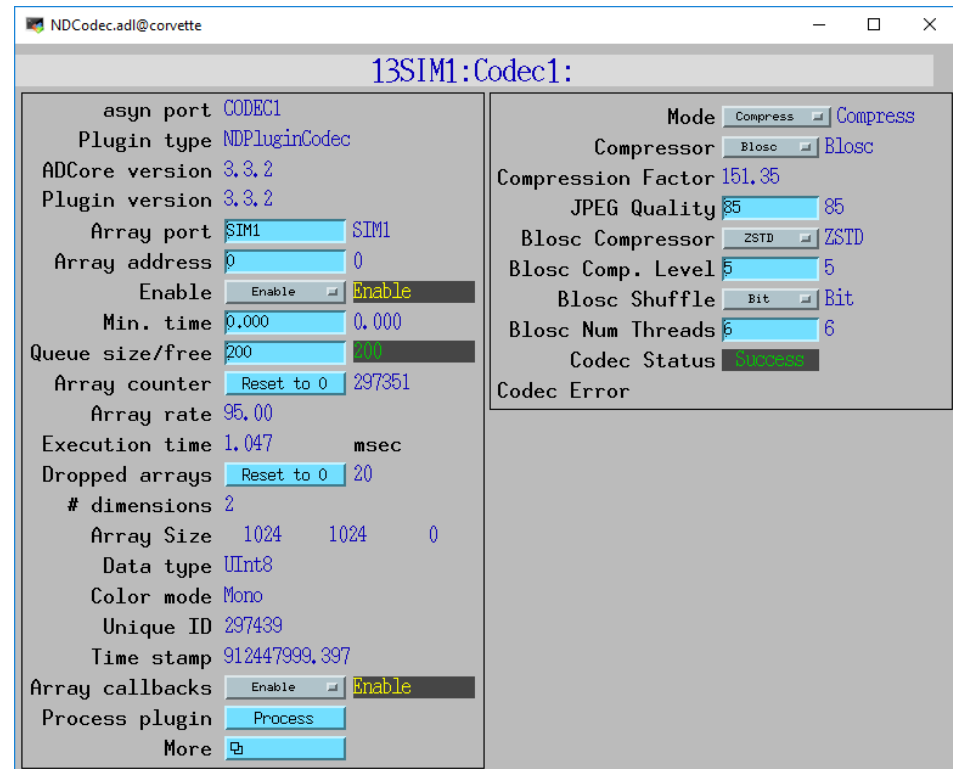 NDCodec.adl@corvette
13SIM1:Codec1:
asyn port CODEC1
Plugin type NDPluginCodec
ADCore version 3.3.2
Plugin version 3.3.2
Array port SIM1 SIM1
Array address 0 0
Enable Enable Enable
Min. time 0.000 0.000
Queue size/free 200 200
Array counter Reset to 0 297351
Array rate 95.00
Execution time 1.047 msec
Dropped arrays Reset to 0 20
# dimensions 2
Array Size 1024 1024 0
Data type UInt8
Color mode Mono
Unique ID 297439
Time stamp 912447999.397
Array callbacks Enable Enable
Process plugin Process
More
Mode Compress Compress
Compressor Blosc Blosc
Compression Factor 151.35
JPEG Quality 85 85
Blosc Compressor ZSTD ZSTD
Blosc Comp. Level 5 5
Blosc Shuffle Bit Bit
Blosc Num Threads 6 6
Codec Status Success
Codec Error